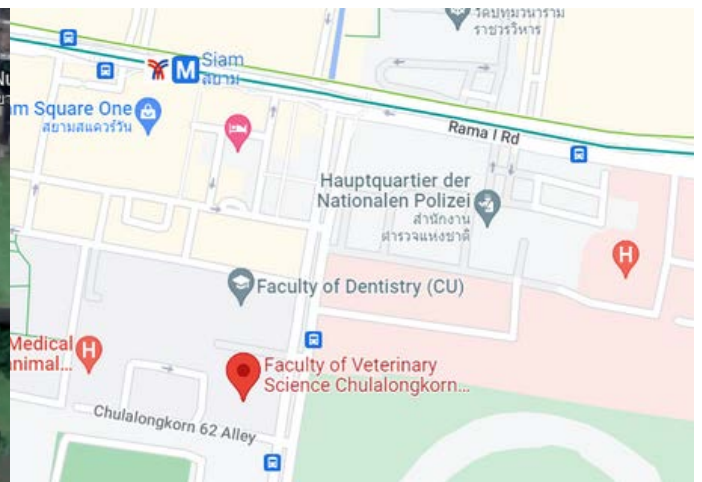 วัดปทุมวนาราม
ราชวรวิหาร
Siam
สยาม
M
m Square One
สยามสแควร์วัน
Rama I Rd
Hauptquartier der
Nationalen Polizei
สำนักงาน
ตำรวจแห่งชาติ
H
Faculty of Dentistry (CU)
Medical
nimal...
H
Faculty of Veterinary
Science Chulalongkorn...
Chulalongkorn 62 Alley